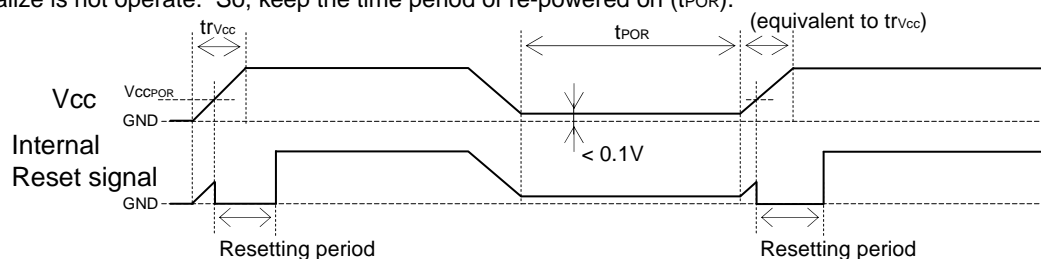 alize is not operate. So, keep the time period of re-powered on (tPOR).
trVcc
tPOR
(equivalent to trVcc)
Vcc
VccPOR
GND
< 0.1V
Internal
Reset signal
GND
Resetting period
Resetting period